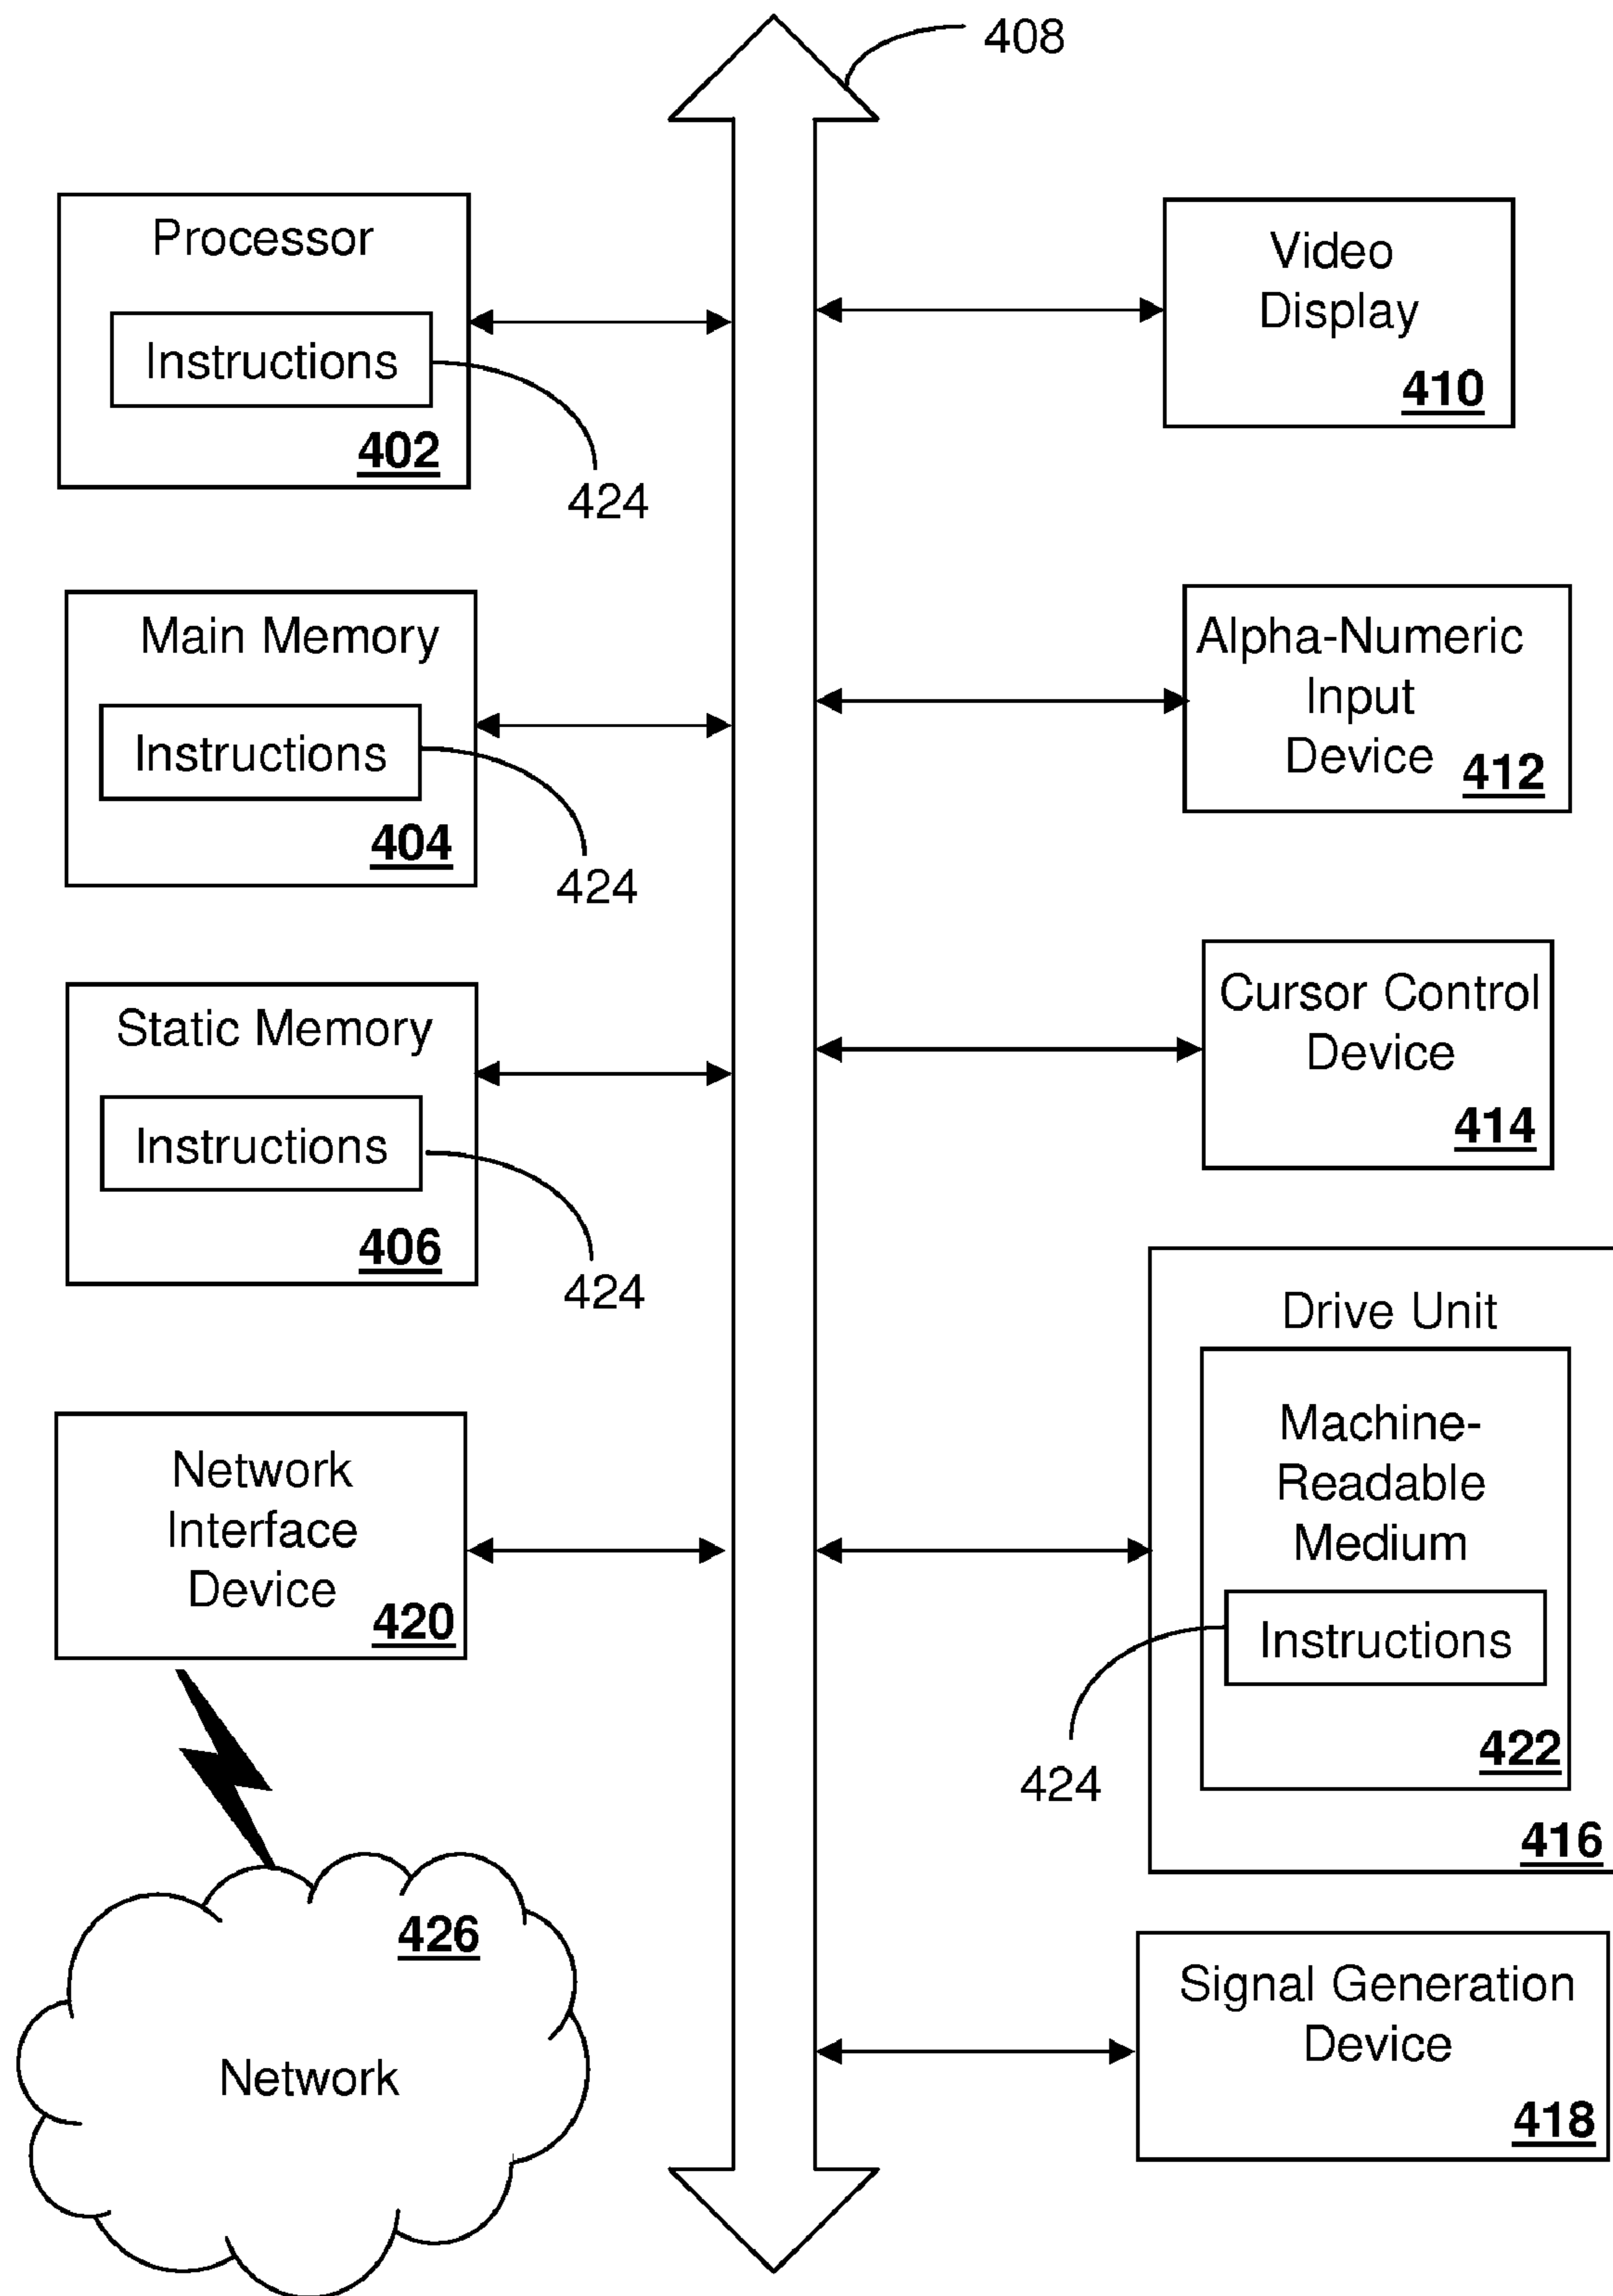 408
Processor
Instructions
402
424
Main Memory
Instructions
404
424
Static Memory
Instructions
406
424
Network
Interface
Device
420
426
Network
Video
Display
410
Alpha-Numeric
Input
Device
412
Cursor Control
Device
414
Drive Unit
Machine-
Readable
Medium
Instructions
422
424
416
Signal Generation
Device
418